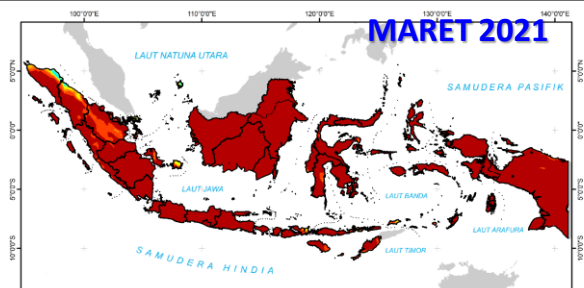 100°0'0"E 110°0'0"E 120°0'0"E 130°0'0"E 140°0'0"E
MARET 2021
LAUT NATUNA UTARA
SAMUDERA PASIFIK
5°0'0"N 5°0'0"N
0°0'0" 0°0'0"
LAUT JAWA
LAUT BANDA
5°0'0"S 5°0'0"S
LAUT ARAFURA
LAUT TIMOR
10°0'0"S 10°0'0"S
SAMUDERA HINDIA